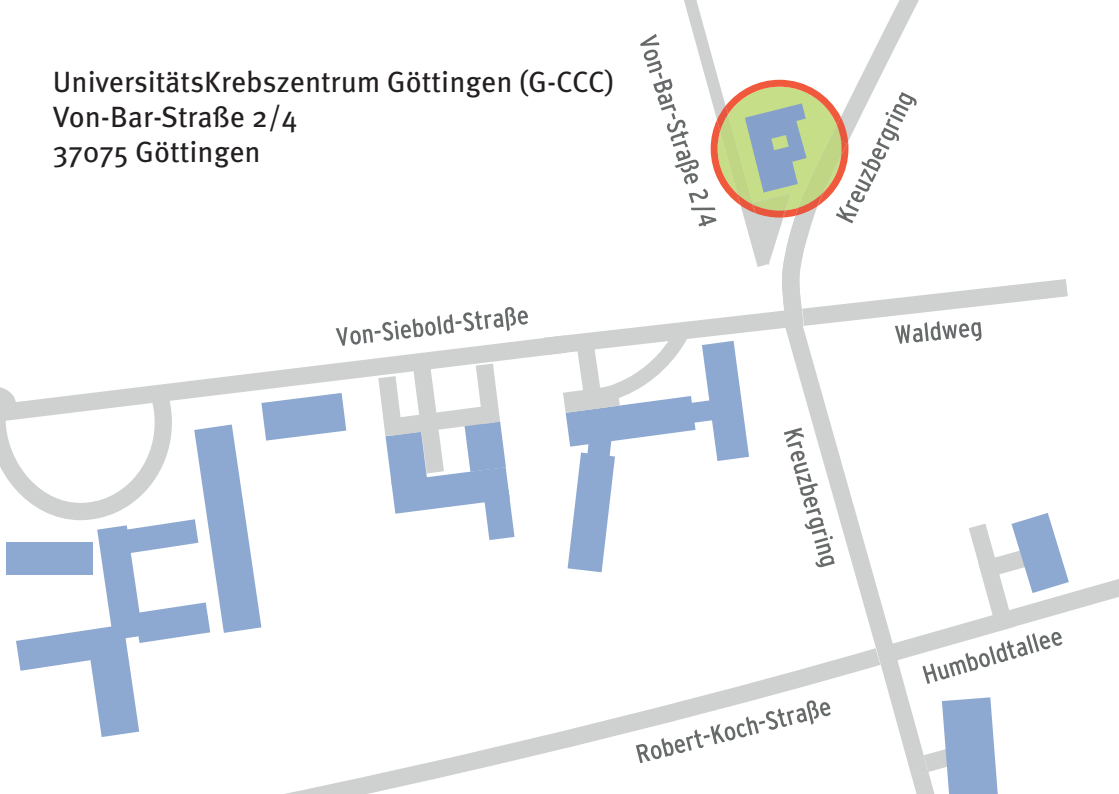 UniversitätsKrebszentrum Göttingen (G-CCC)
Von-Bar-Straße 2/4
37075 Göttingen
Von-Bar-Straße 2/4
Kreuzbergring
Von-Siebold-Straße
Waldweg
Kreuzbergring
Humboldtallee
Robert-Koch-Straße